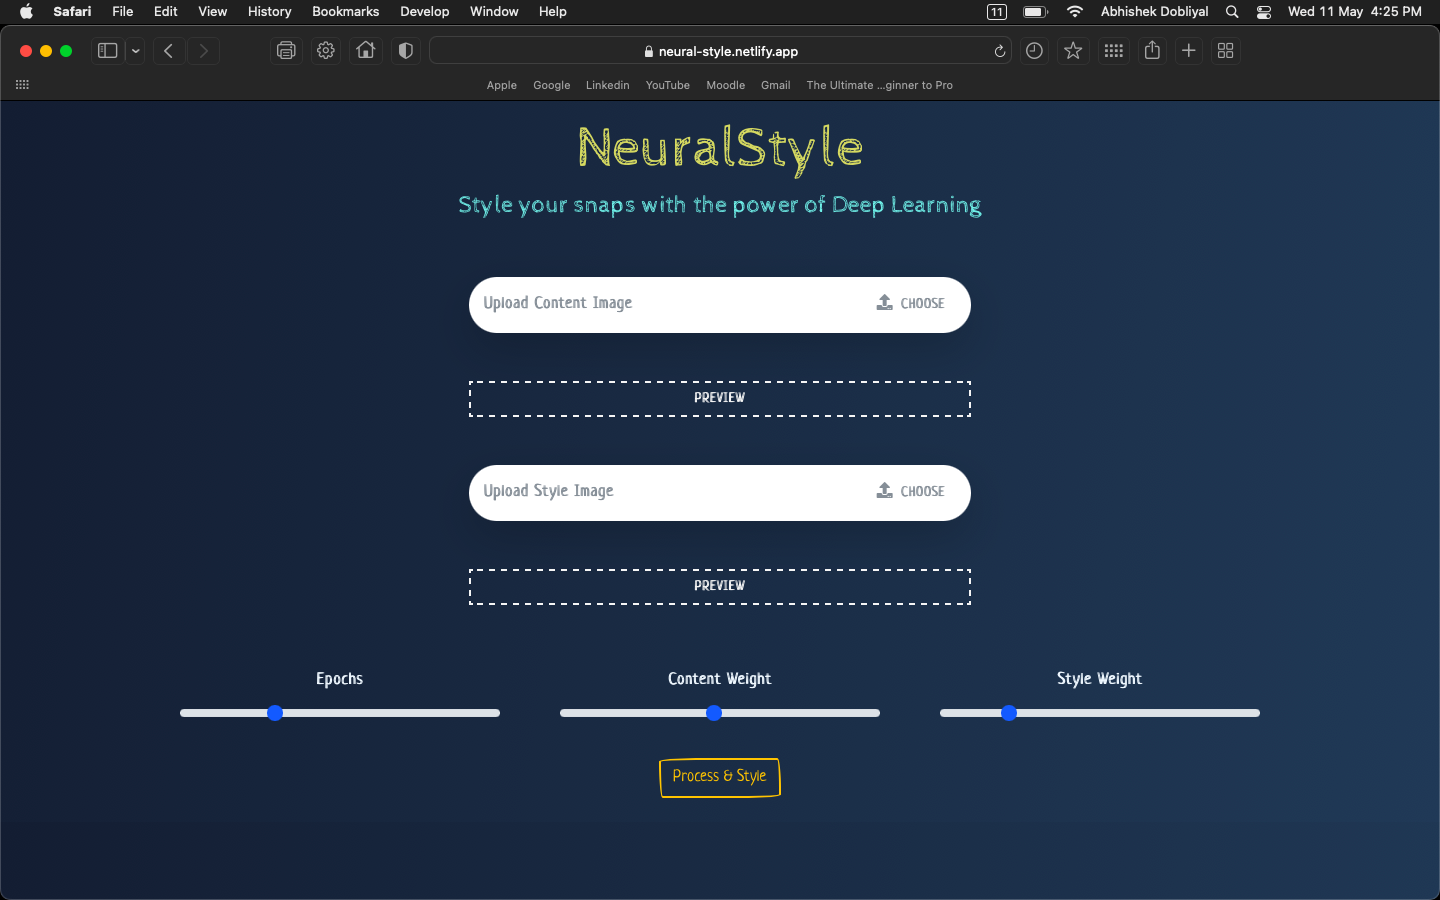 Safari File Edit View History Bookmarks Develop Window Help 11 Abhishek Dobliyal Wed 11 May 4:25 PM
neural-style.netlify.app
Apple Google Linkedin YouTube Moodle Gmail The Ultimate ...ginner to Pro
NeuralStyle
Style your snaps with the power of Deep Learning
Upload Content Image CHOOSE
PREVIEW
Upload Style Image CHOOSE
PREVIEW
Epochs Content Weight Style Weight
Process & Style